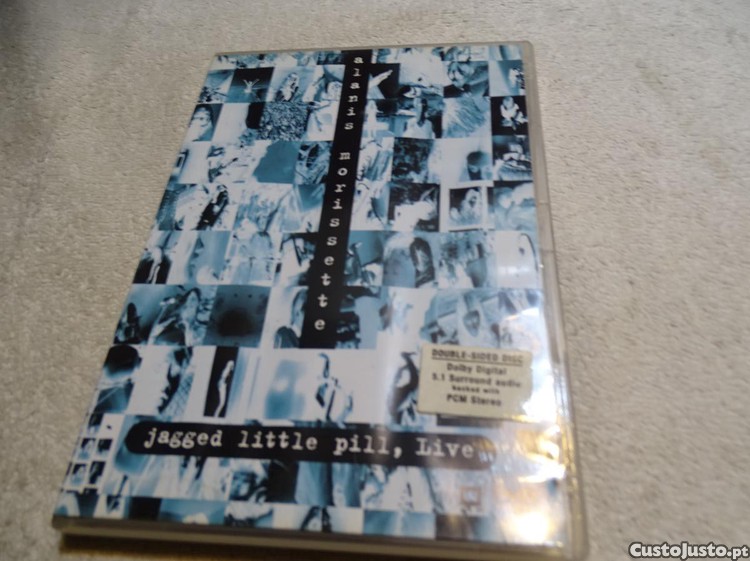 alanis morissette
DOUBLE-SIDED DISC
Dolby Digital
5.1 Surround audio
backed with
PCM Stereo
jagged little pill, Live
CustoJusto.pt